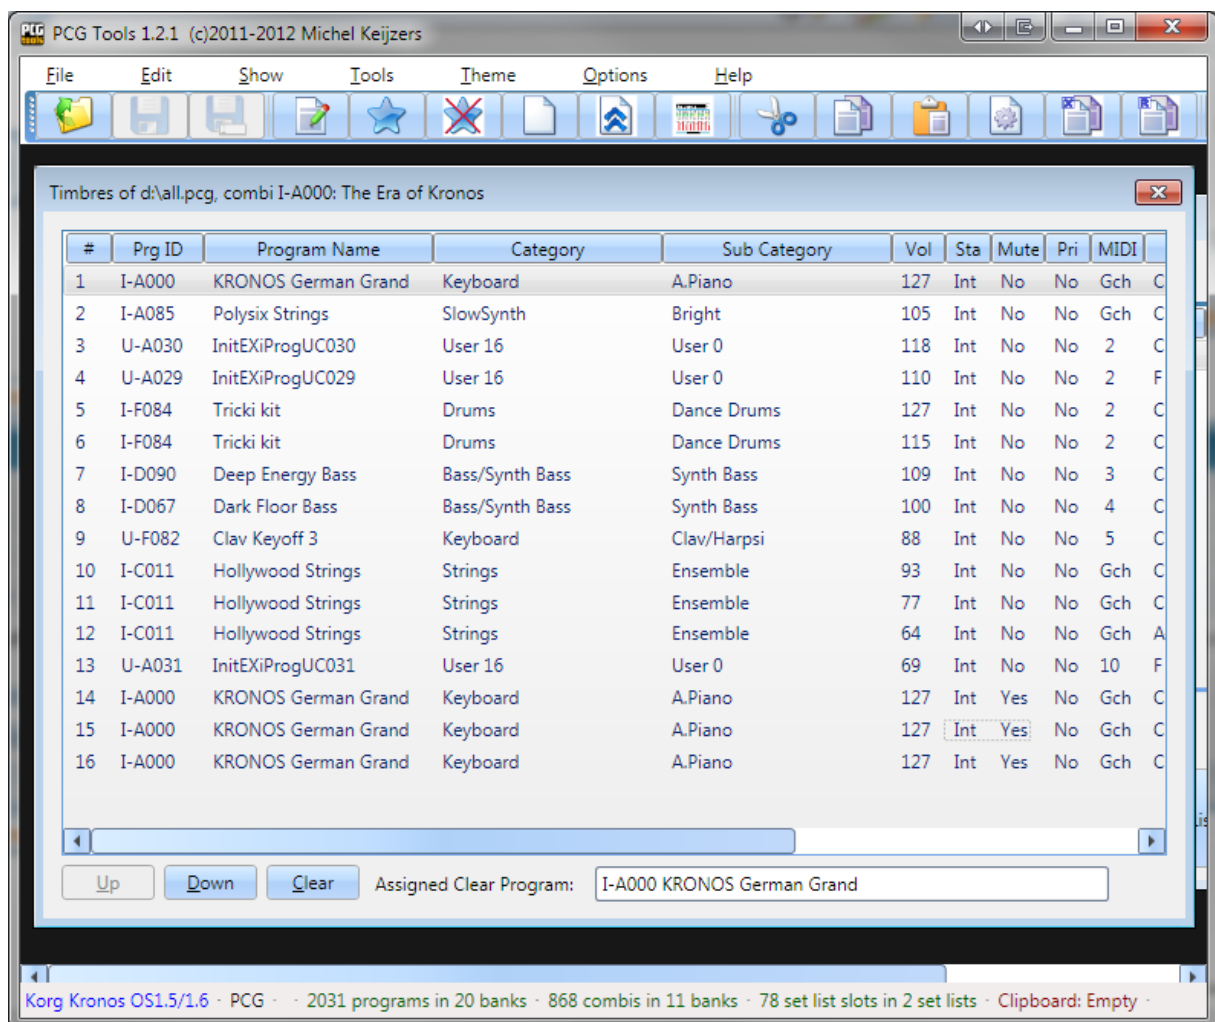 PCG Tools 1.2.1 (c)2011-2012 Michel Keijzers
File Edit Show Tools Theme Options Help
Timbres of d:\all.pcg, combi I-A000: The Era of Kronos
# Prg ID Program Name Category Sub Category Vol Sta Mute Pri MIDI
1 I-A000 KRONOS German Grand Keyboard A.Piano 127 Int No No Gch C
2 I-A085 Polysix Strings SlowSynth Bright 105 Int No No Gch C
3 U-A030 InitEXiProgUC030 User 16 User 0 118 Int No No 2 C
4 U-A029 InitEXiProgUC029 User 16 User 0 110 Int No No 2 F
5 I-F084 Tricki kit Drums Dance Drums 127 Int No No 2 C
6 I-F084 Tricki kit Drums Dance Drums 115 Int No No 2 C
7 I-D090 Deep Energy Bass Bass/Synth Bass Synth Bass 109 Int No No 3 C
8 I-D067 Dark Floor Bass Bass/Synth Bass Synth Bass 100 Int No No 4 C
9 U-F082 Clav Keyoff 3 Keyboard Clav/Harpsi 88 Int No No 5 C
10 I-C011 Hollywood Strings Strings Ensemble 93 Int No No Gch C
11 I-C011 Hollywood Strings Strings Ensemble 77 Int No No Gch C
12 I-C011 Hollywood Strings Strings Ensemble 64 Int No No Gch A
13 U-A031 InitEXiProgUC031 User 16 User 0 69 Int No No 10 F
14 I-A000 KRONOS German Grand Keyboard A.Piano 127 Int Yes No Gch C
15 I-A000 KRONOS German Grand Keyboard A.Piano 127 Int Yes No Gch C
16 I-A000 KRONOS German Grand Keyboard A.Piano 127 Int Yes No Gch C
Up Down Clear Assigned Clear Program: I-A000 KRONOS German Grand
Korg Kronos OS1.5/1.6 · PCG · · 2031 programs in 20 banks · 868 combis in 11 banks · 78 set list slots in 2 set lists · Clipboard: Empty ·